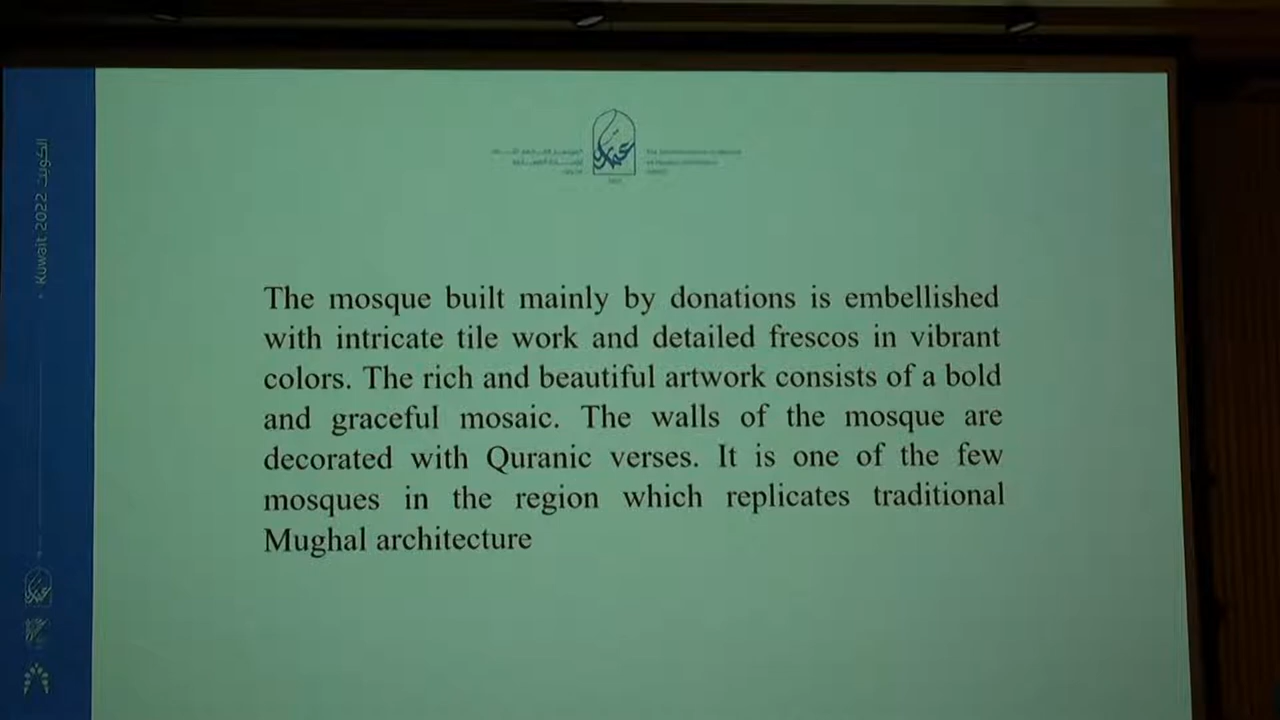 The mosque built mainly by donations is embellished
with intricate tile work and detailed frescos in vibrant
colors. The rich and beautiful artwork consists of a bold
and graceful mosaic. The walls of the mosque are
decorated with Quranic verses. It is one of the few
mosques in the region which replicates traditional
Mughal architecture
Kuwait 2022 الكويت